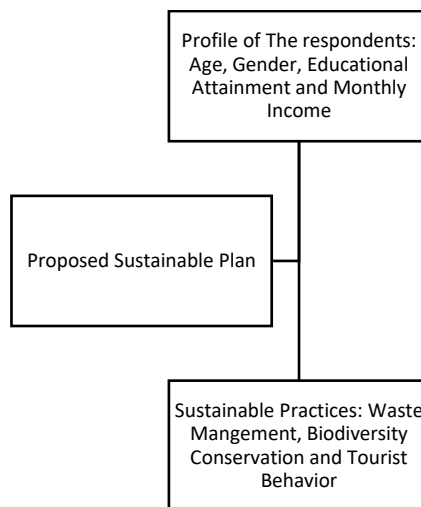 Profile of The respondents:
Age, Gender, Educational
Attainment and Monthly
Income
Proposed Sustainable Plan
Sustainable Practices: Waste
Mangement, Biodiversity
Conservation and Tourist
Behavior